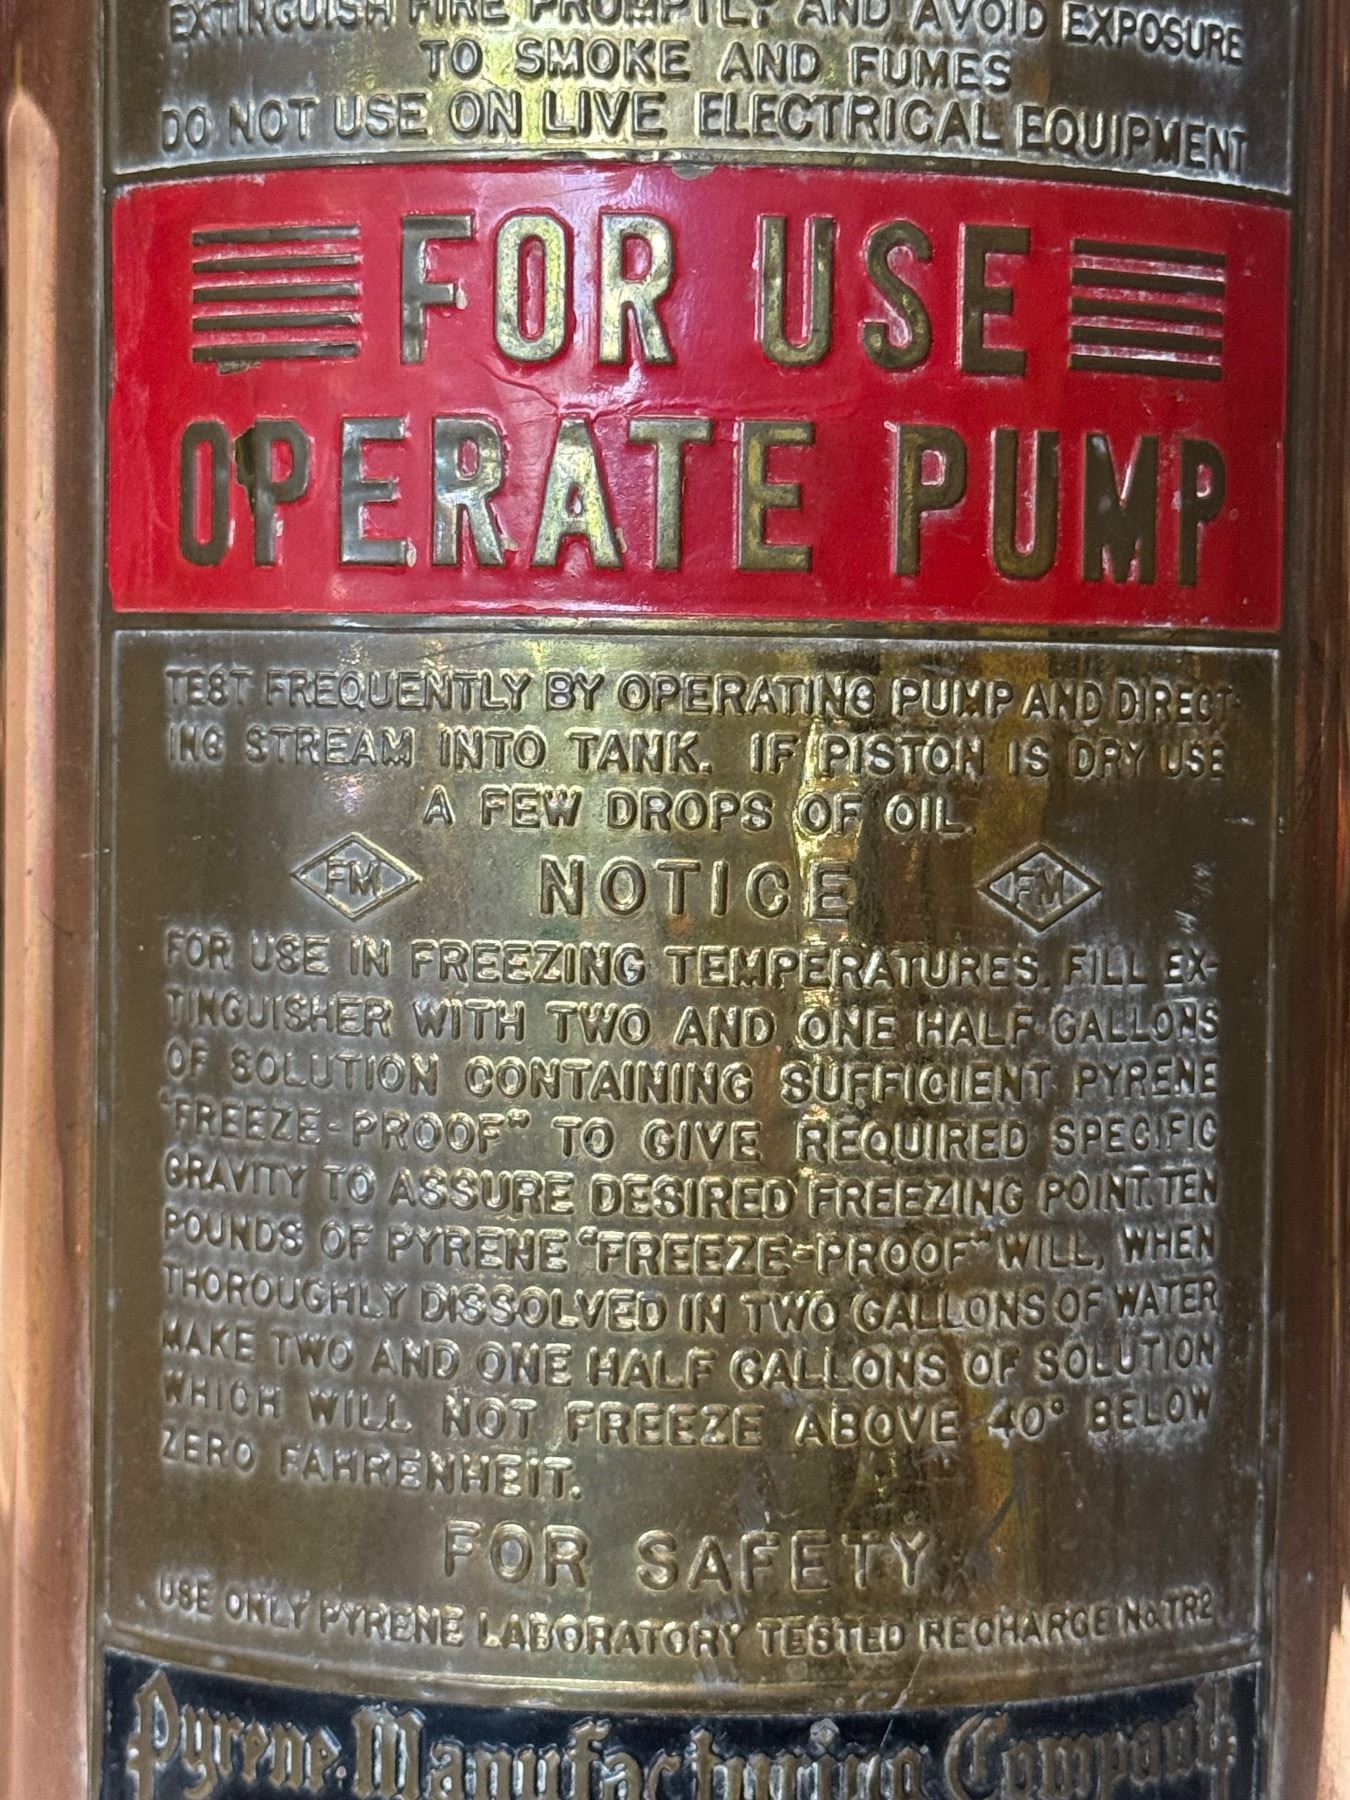 EXTINGUISH FIRE PROMPTLY AND AVOID EXPOSURE
TO SMOKE AND FUMES
DO NOT USE ON LIVE ELECTRICAL EQUIPMENT
FOR USE
OPERATE PUMP
TEST FREQUENTLY BY OPERATING PUMP AND DIRECT-
ING STREAM INTO TANK. IF PISTON IS DRY USE
A FEW DROPS OF OIL.
FM NOTICE FM
FOR USE IN FREEZING TEMPERATURES, FILL EX-
TINGUISHER WITH TWO AND ONE HALF GALLONS
OF SOLUTION CONTAINING SUFFICIENT PYRENE
"FREEZE-PROOF" TO GIVE REQUIRED SPECIFIC
GRAVITY TO ASSURE DESIRED FREEZING POINT. TEN
POUNDS OF PYRENE "FREEZE-PROOF" WILL, WHEN
THOROUGHLY DISSOLVED IN TWO GALLONS OF WATER
MAKE TWO AND ONE HALF GALLONS OF SOLUTION
WHICH WILL NOT FREEZE ABOVE 40° BELOW
ZERO FAHRENHEIT.
FOR SAFETY
USE ONLY PYRENE LABORATORY TESTED RECHARGE No. TR2
Pyrene Manufacturing Company